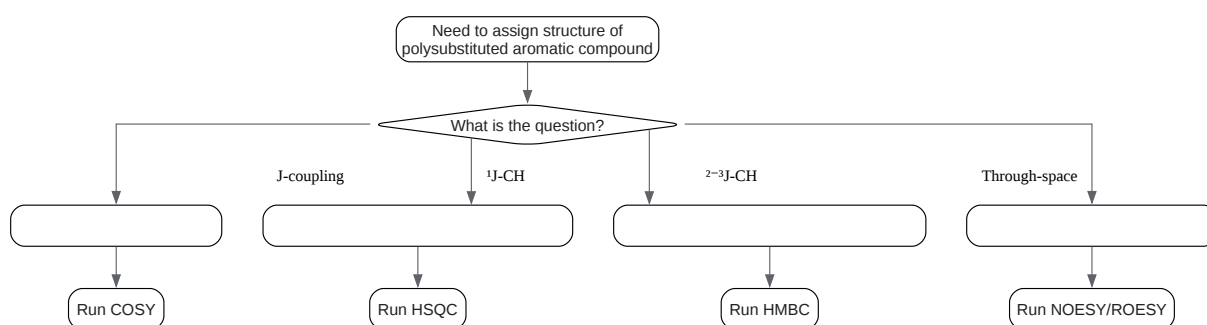 Need to assign structure of
polysubstituted aromatic compound
What is the question?
J-coupling
¹J-CH
²⁻³J-CH
Through-space
Run COSY
Run HSQC
Run HMBC
Run NOESY/ROESY